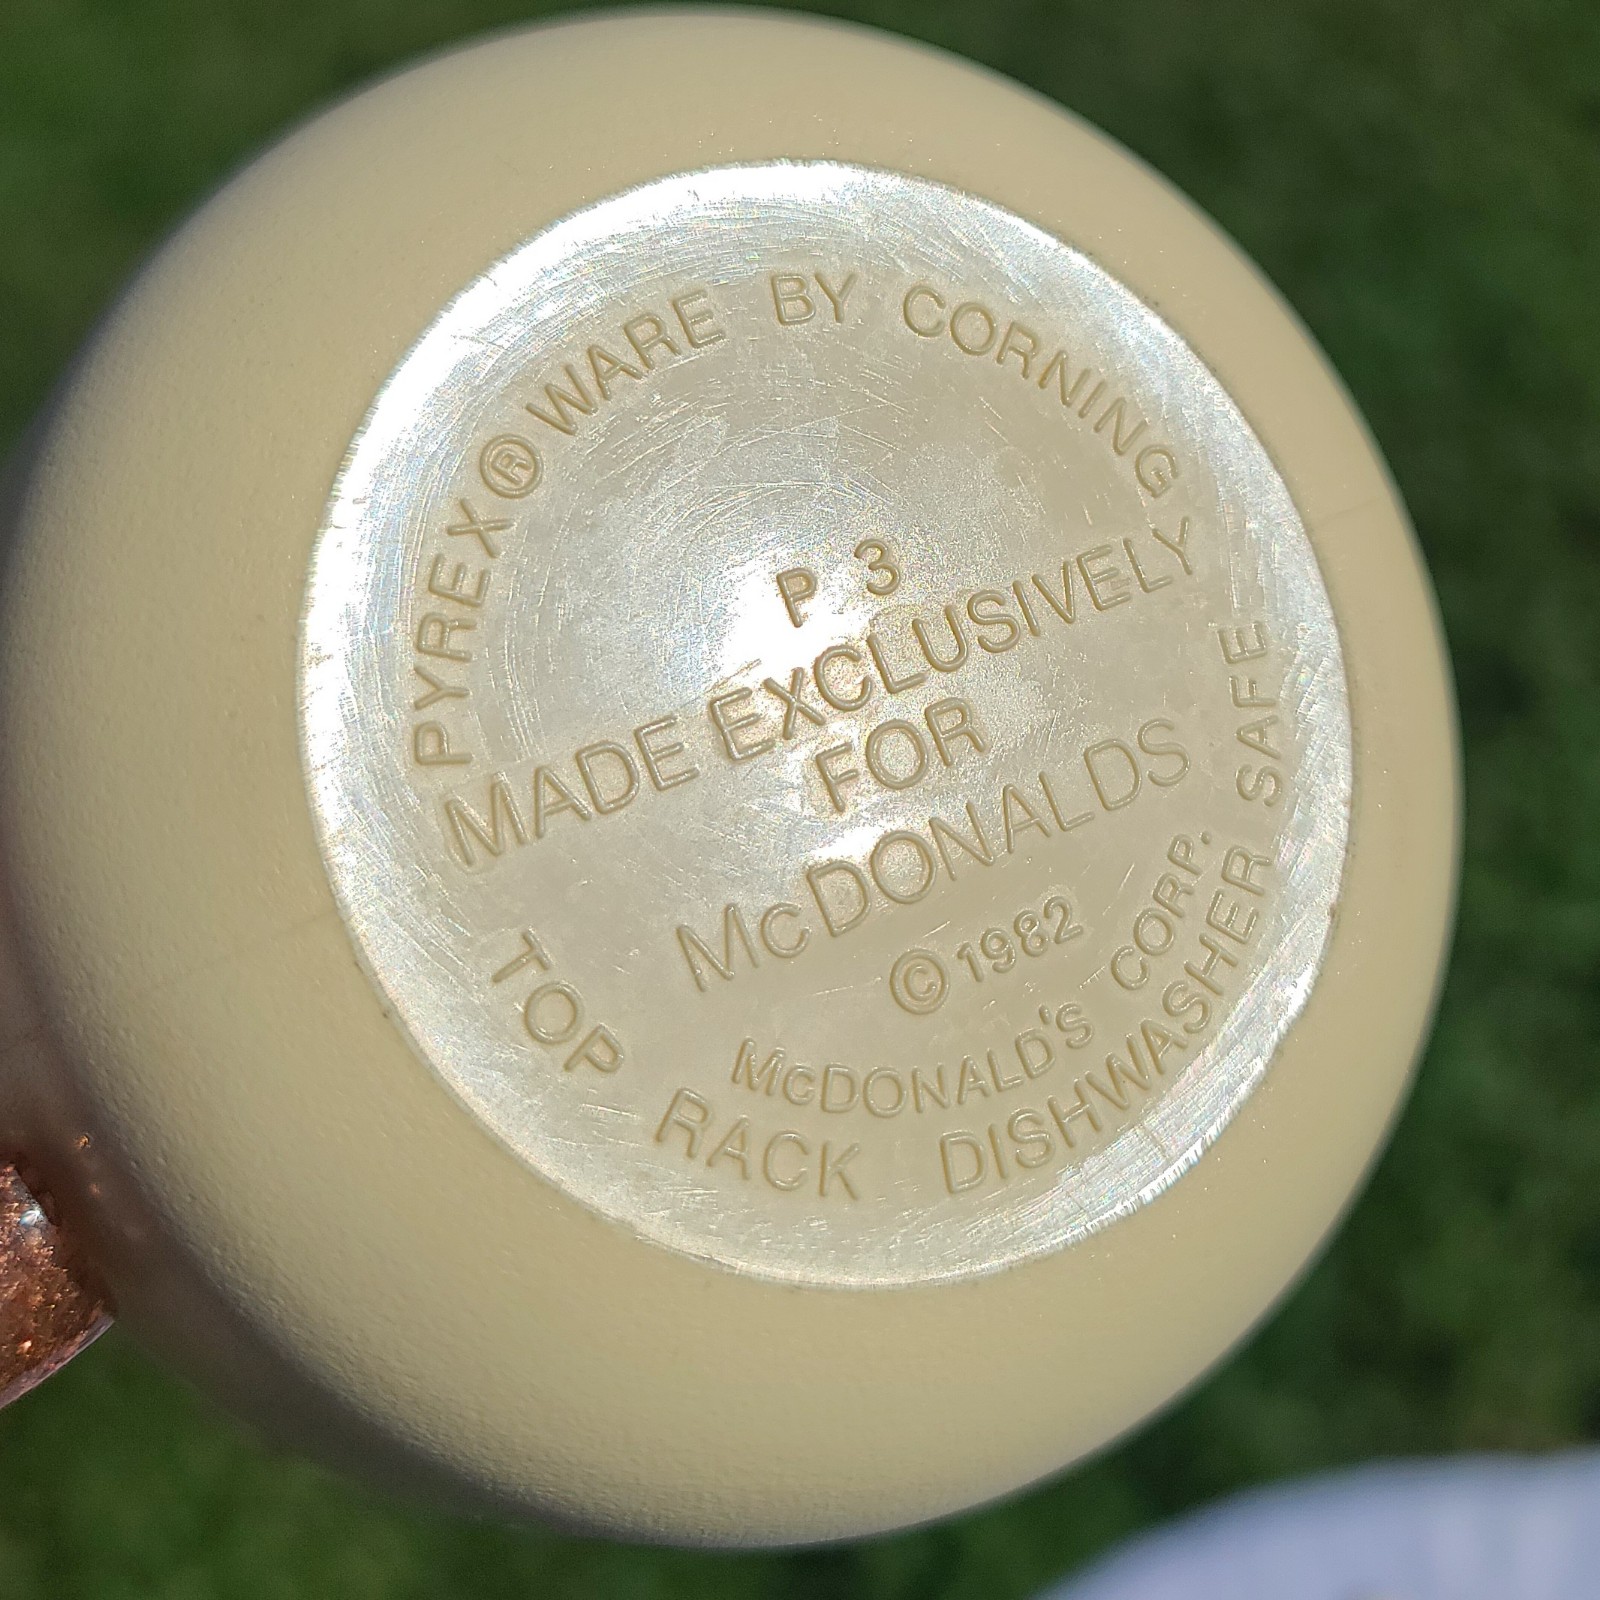 PYREX® WARE BY CORNING
P 3
MADE EXCLUSIVELY
FOR
McDONALDS
©1982
McDONALD'S CORP.
TOP RACK DISHWASHER SAFE